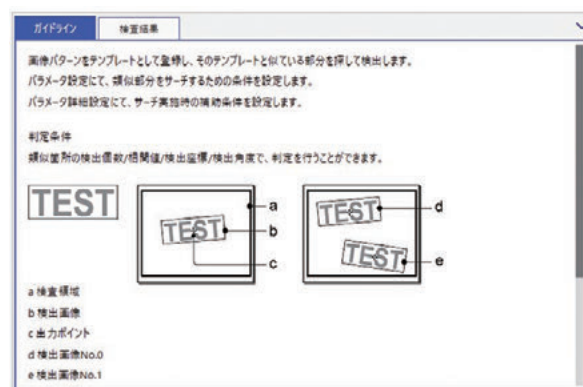 ガイドライン
検査結果
画像パターンをテンプレートとして登録し、そのテンプレートと似ている部分を探して検出します。
パラメータ設定にて、類似部分をサーチするための条件を設定します。
パラメータ詳細設定にて、サーチ実施時の補助条件を設定します。
判定条件
類似箇所の検出個数/相関値/検出座標/検出角度で、判定を行うことができます。
TEST
TEST
a
b
c
TEST
d
TEST
e
a 検査領域
b 検出画像
c 出力ポイント
d 検出画像No.0
e 検出画像No.1